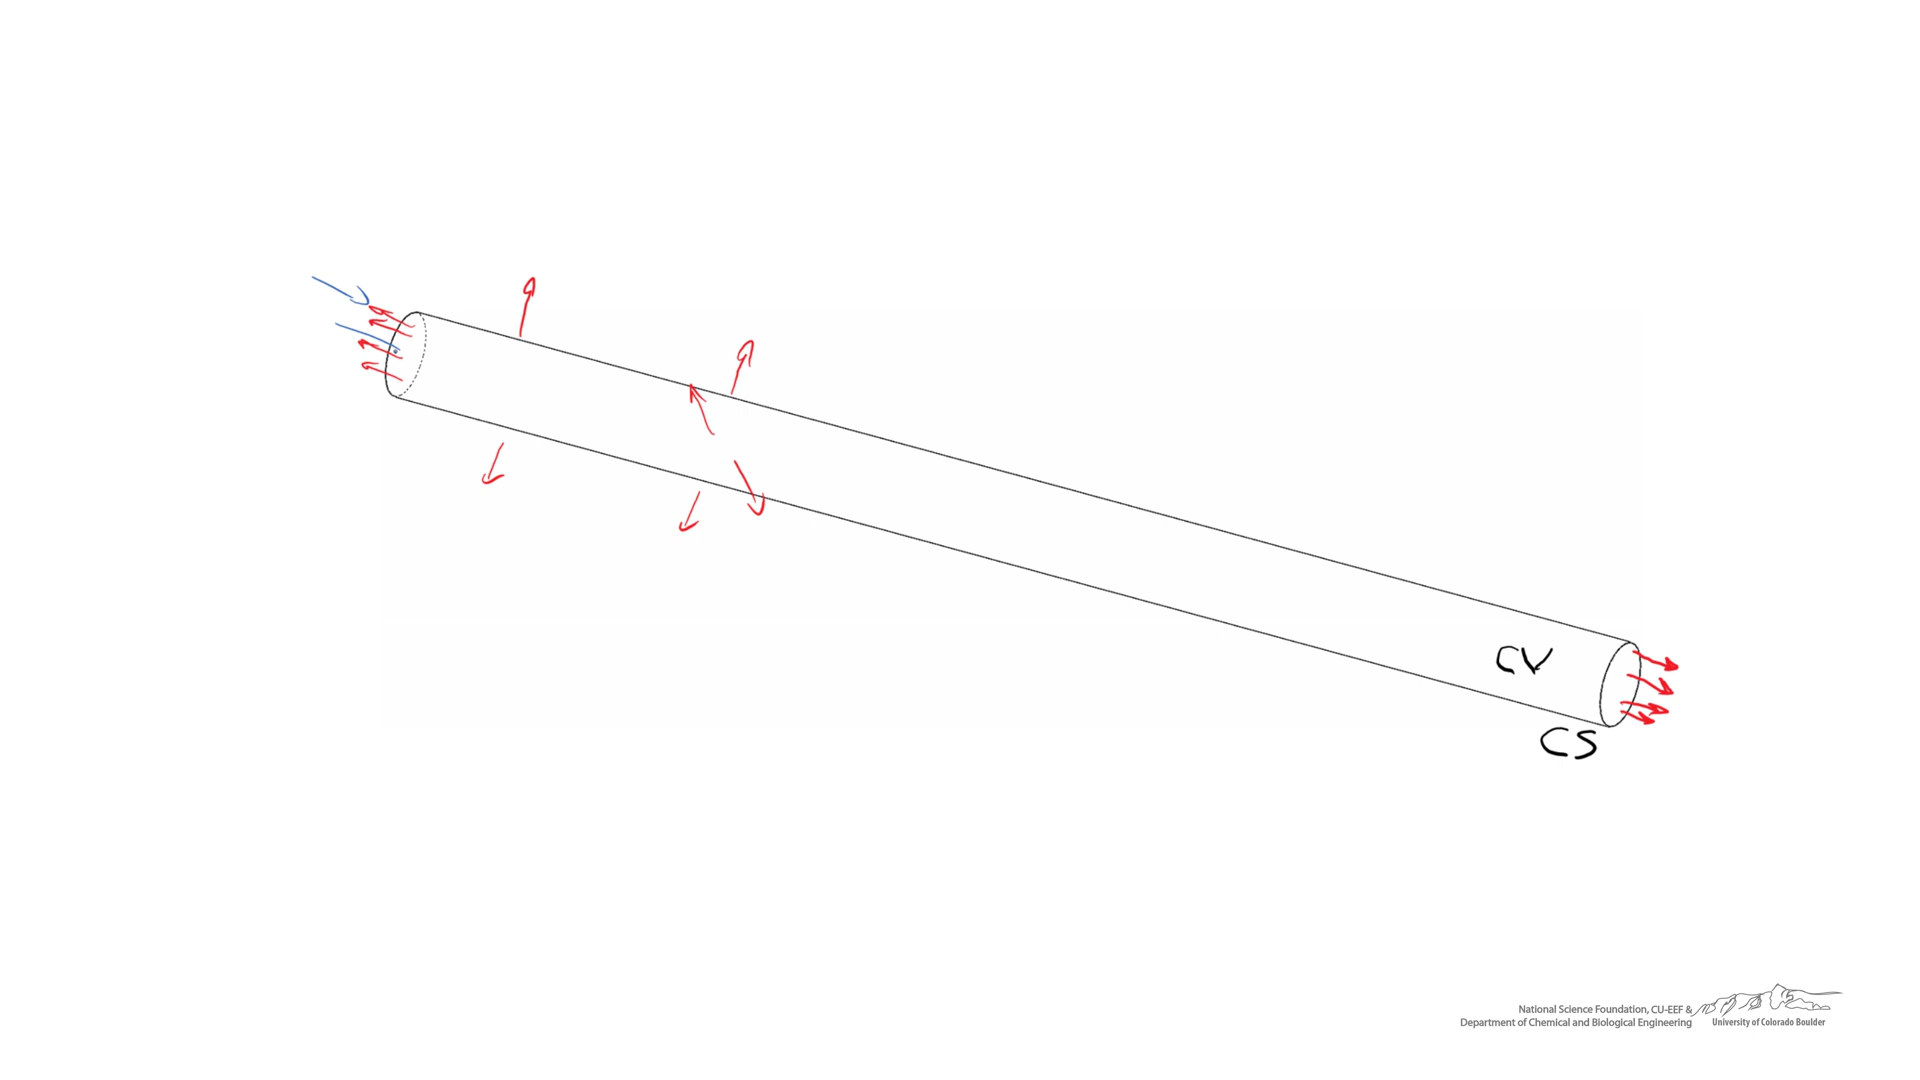 CV
CS
National Science Foundation, CU-EEF &
Department of Chemical and Biological Engineering
University of Colorado Boulder